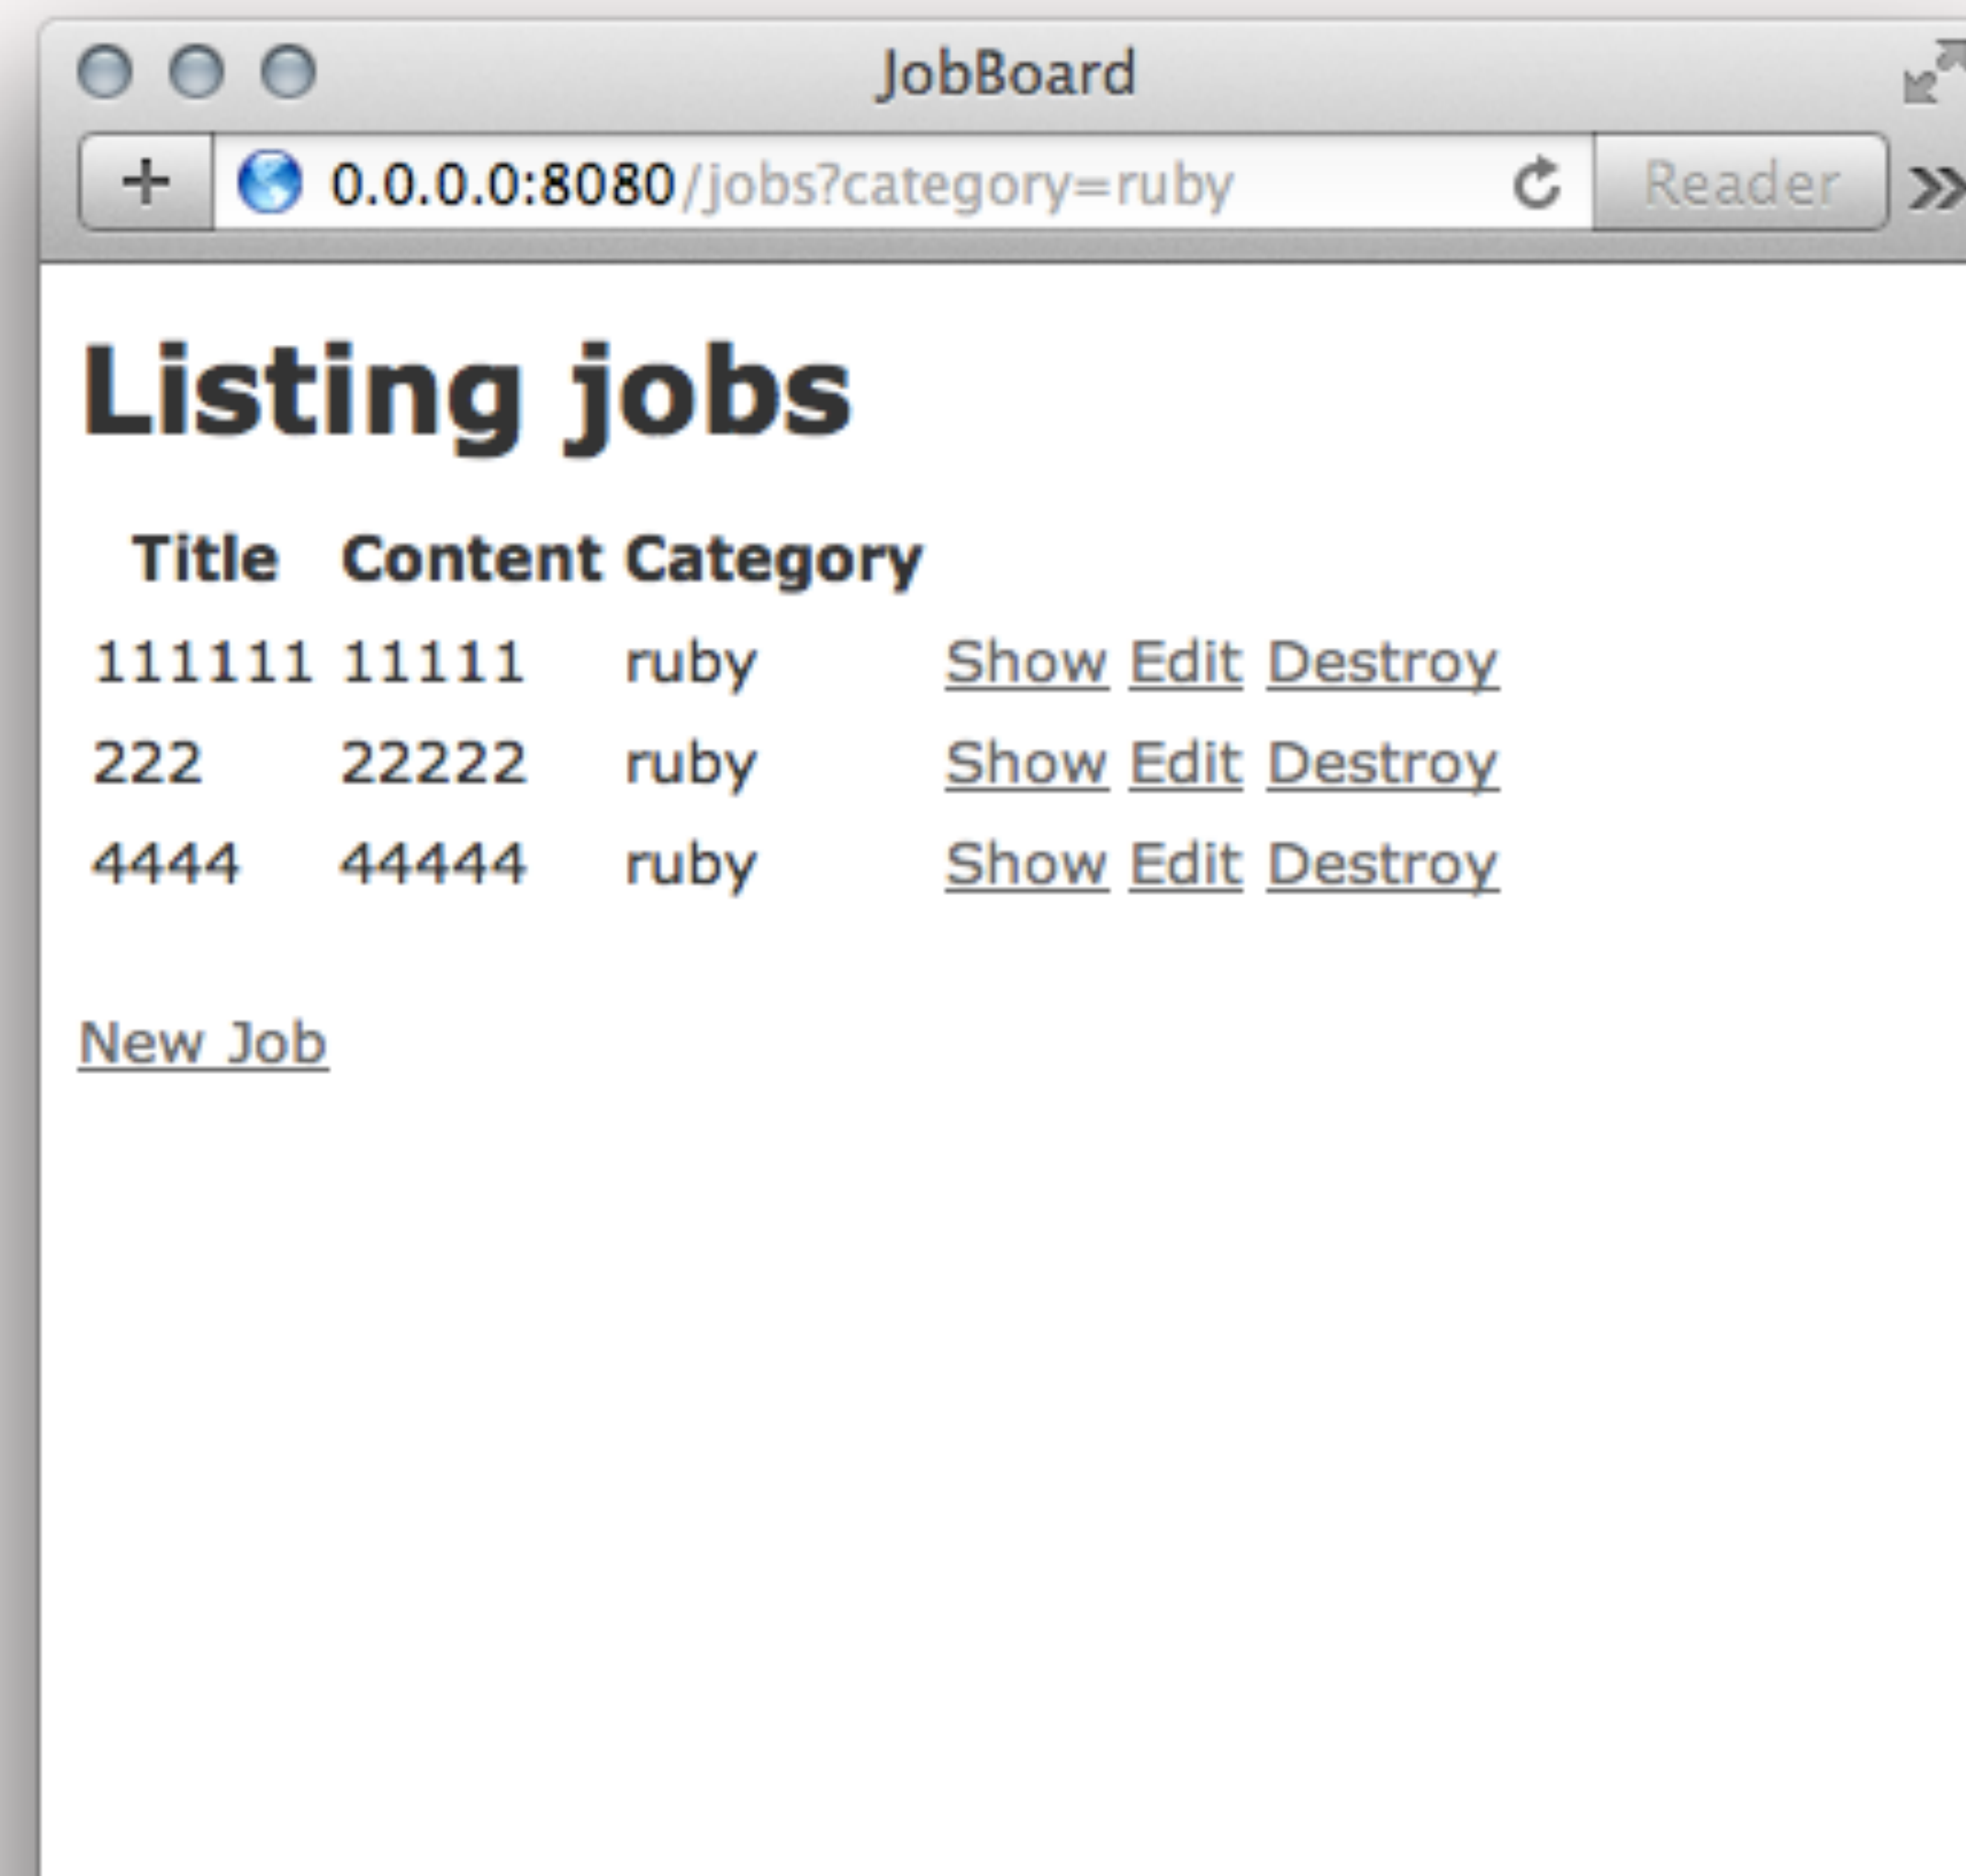 JobBoard
0.0.0.0:8080/jobs?category=ruby Reader
Listing jobs
Title Content Category
111111 11111 ruby Show Edit Destroy
222 22222 ruby Show Edit Destroy
4444 44444 ruby Show Edit Destroy
New Job